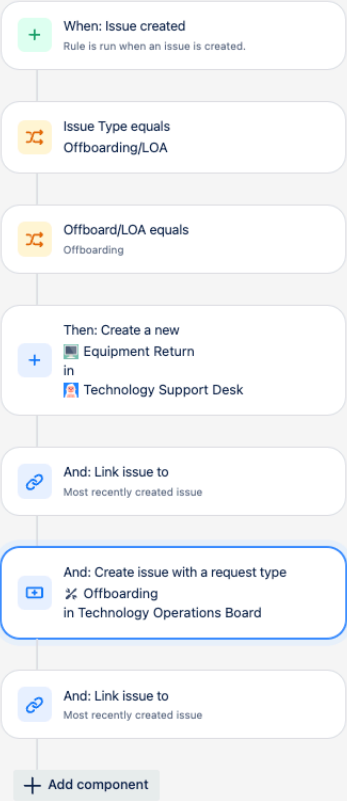 When: Issue created
Rule is run when an issue is created.
Issue Type equals
Offboarding/LOA
Offboard/LOA equals
Offboarding
Then: Create a new
Equipment Return
in
Technology Support Desk
And: Link issue to
Most recently created issue
And: Create issue with a request type
Offboarding
in Technology Operations Board
And: Link issue to
Most recently created issue
Add component